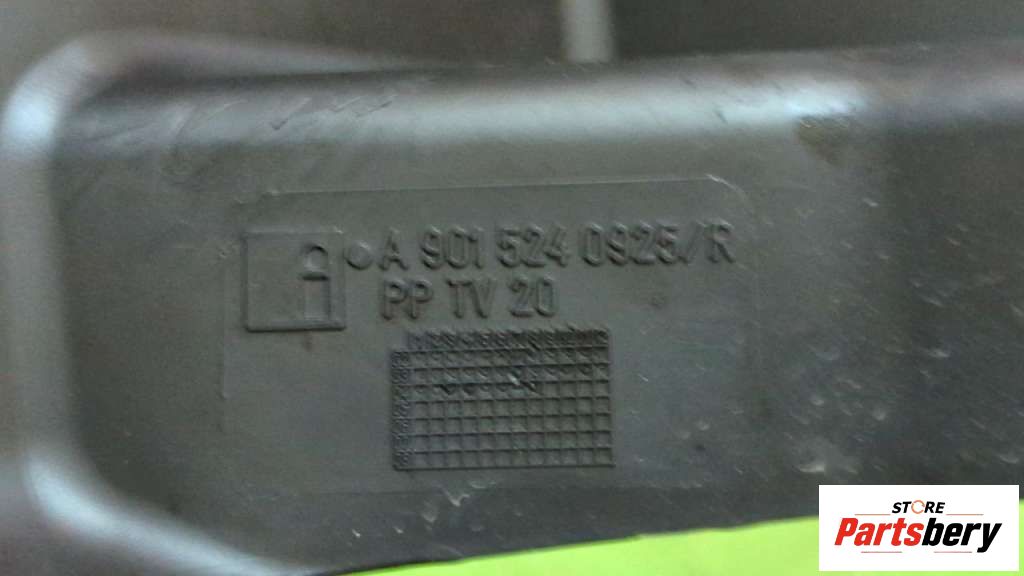 A 901 524 0925/R
PP TV 20
STORE
Partsbery